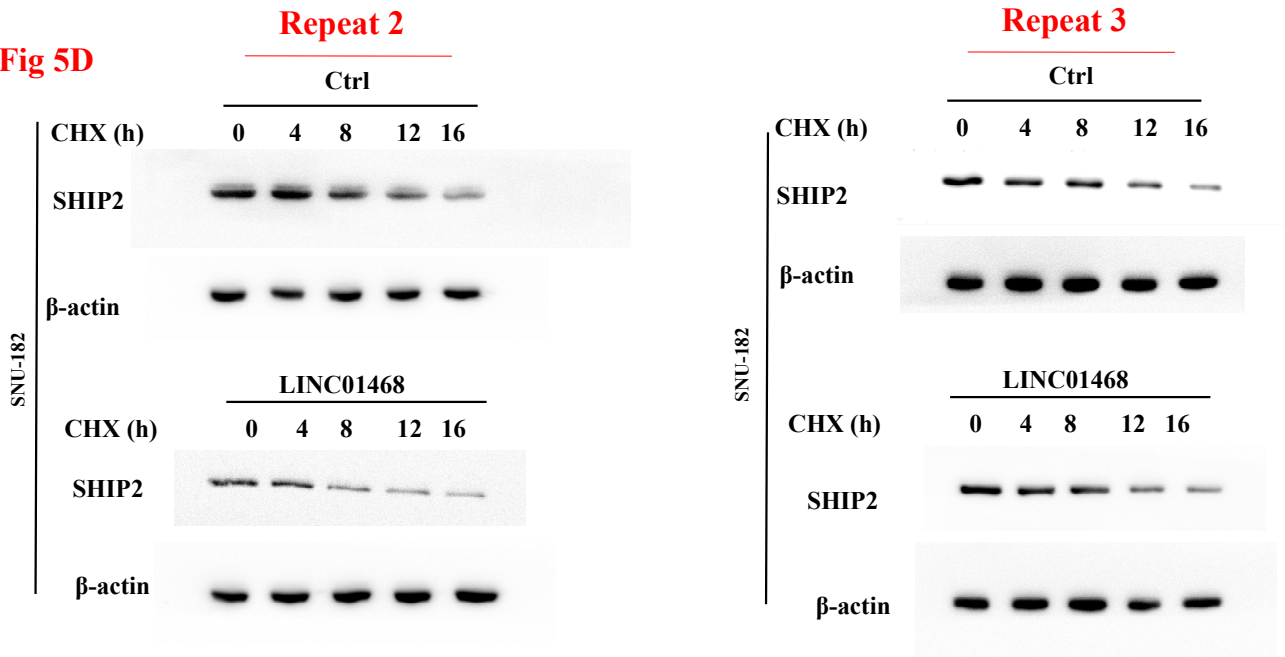 Fig 5D
Repeat 2
Ctrl
CHX (h) 0 4 8 12 16
SHIP2
β-actin
SNU-182
LINC01468
CHX (h) 0 4 8 12 16
SHIP2
β-actin
Repeat 3
Ctrl
CHX (h) 0 4 8 12 16
SHIP2
β-actin
SNU-182
LINC01468
CHX (h) 0 4 8 12 16
SHIP2
β-actin